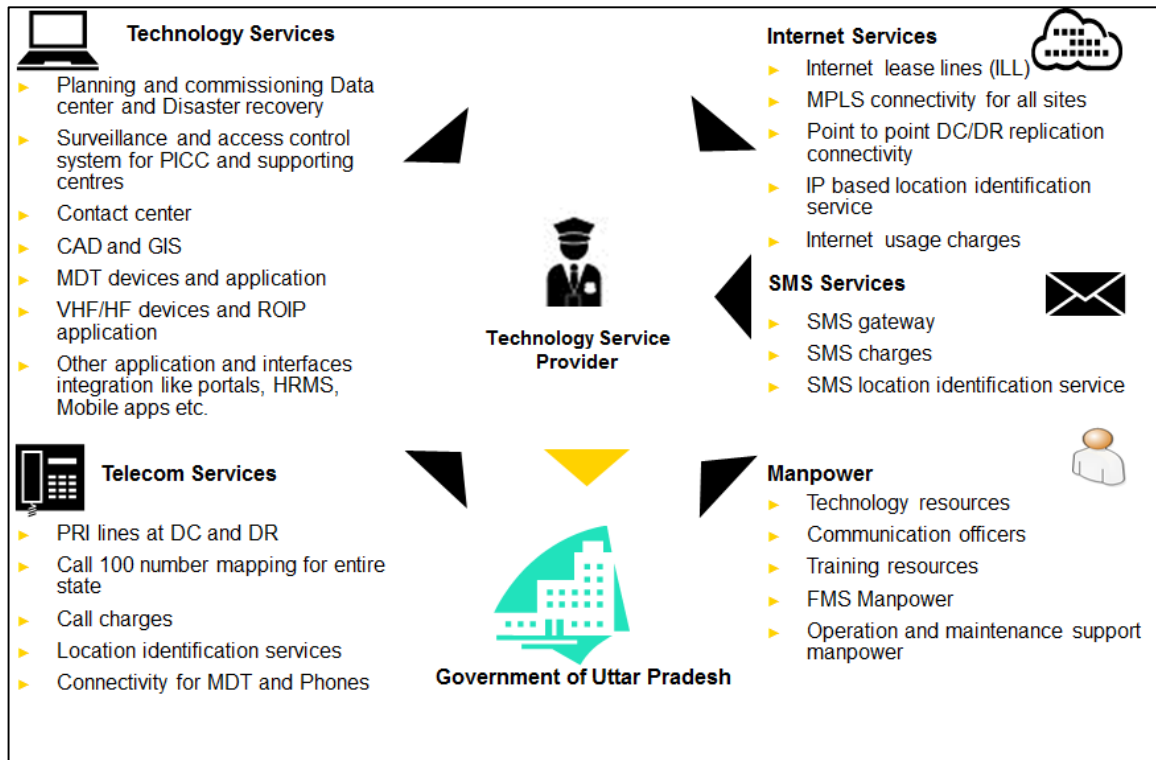 Technology Services
Planning and commissioning Data
center and Disaster recovery
Surveillance and access control
system for PICC and supporting
centres
Contact center
CAD and GIS
MDT devices and application
VHF/HF devices and ROIP
application
Other application and interfaces
integration like portals, HRMS,
Mobile apps etc.
Internet Services
Internet lease lines (ILL)
MPLS connectivity for all sites
Point to point DC/DR replication
connectivity
IP based location identification
service
Internet usage charges
Technology Service
Provider
SMS Services
SMS gateway
SMS charges
SMS location identification service
Telecom Services
PRI lines at DC and DR
Call 100 number mapping for entire
state
Call charges
Location identification services
Connectivity for MDT and Phones
Government of Uttar Pradesh
Manpower
Technology resources
Communication officers
Training resources
FMS Manpower
Operation and maintenance support
manpower